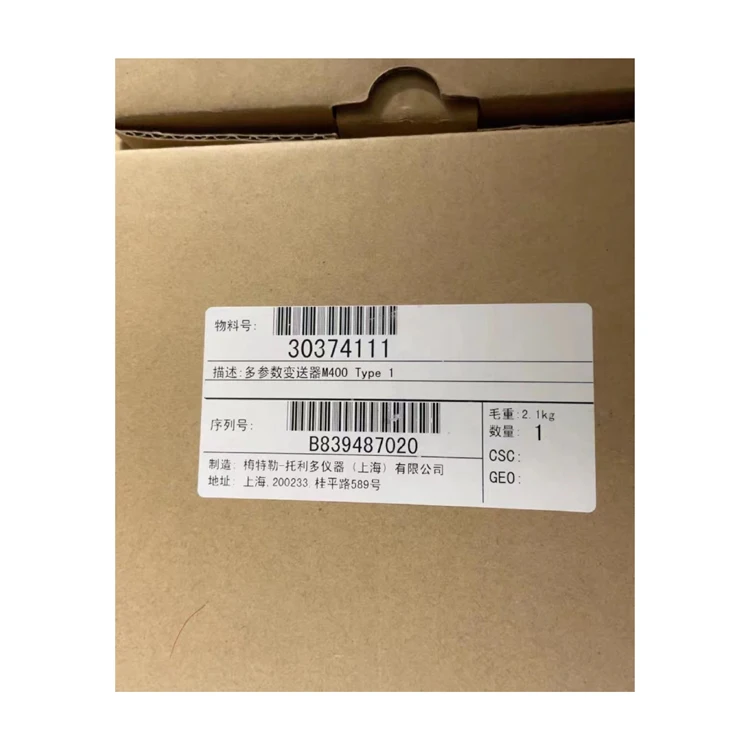 物料号:
30374111
描述:多参数变送器M400 Type 1
序列号:
B839487020
毛重:2.1kg
数量: 1
CSC:
GEO:
制造: 梅特勒-托利多仪器（上海）有限公司
地址: 上海,200233.桂平路589号